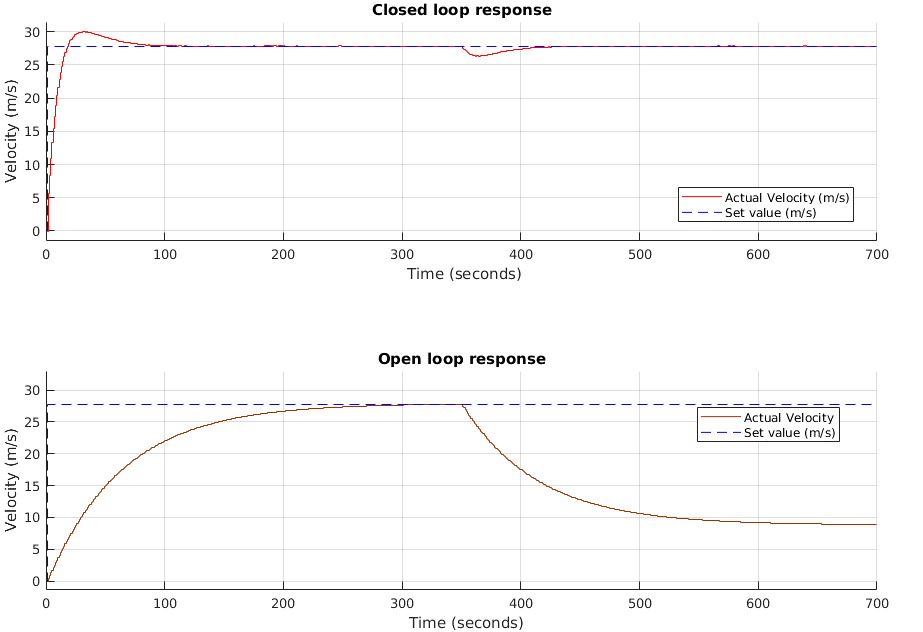 Closed loop response
Velocity (m/s)
30
25
20
15
10
5
0
Actual Velocity (m/s)
Set value (m/s)
0 100 200 300 400 500 600 700
Time (seconds)
Open loop response
Velocity (m/s)
30
25
20
15
10
5
0
Actual Velocity
Set value (m/s)
0 100 200 300 400 500 600 700
Time (seconds)